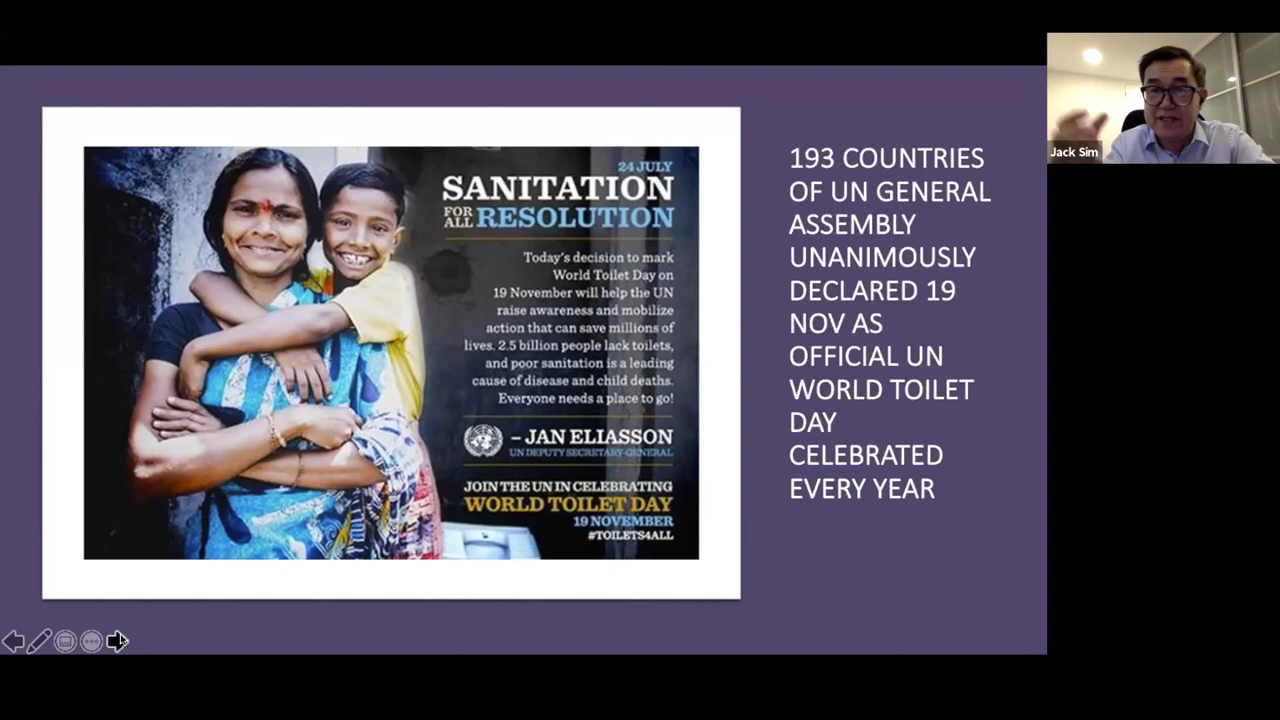 24 JULY
SANITATION
FOR ALL RESOLUTION
Today's decision to mark
World Toilet Day on
19 November will help the UN
raise awareness and mobilize
action that can save millions of
lives. 2.5 billion people lack toilets,
and poor sanitation is a leading
cause of disease and child deaths.
Everyone needs a place to go!
– JAN ELIASSON
UN DEPUTY SECRETARY-GENERAL
JOIN THE UN IN CELEBRATING
WORLD TOILET DAY
19 NOVEMBER
#TOILETS4ALL
193 COUNTRIES
OF UN GENERAL
ASSEMBLY
UNANIMOUSLY
DECLARED 19
NOV AS
OFFICIAL UN
WORLD TOILET
DAY
CELEBRATED
EVERY YEAR
Jack Sim